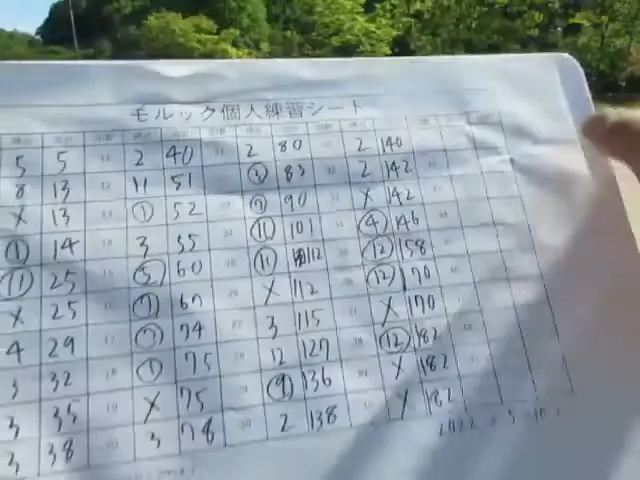 モルック個人練習シート
5 5 2 40 2 80 2 140
8 13 11 51 ③ 83 2 142
X 13 ① 52 ⑦ 90 X 142
① 14 3 55 ⑪ 101 ④ 146
⑪ 25 ⑤ 60 ⑪ 112 ⑫ 158
X 25 ⑦ 67 X 112 ⑫ 170
4 29 ⑦ 74 3 115 X 170
3 32 ① 75 12 127 ⑫ 182
3 35 X 75 ⑨ 136 X 182
3 38 3 78 2 138 X 182